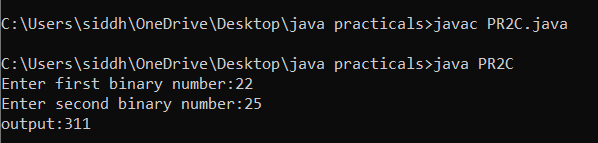 C:\Users\siddh\OneDrive\Desktop\java practicals>javac PR2C.java
C:\Users\siddh\OneDrive\Desktop\java practicals>java PR2C
Enter first binary number:22
Enter second binary number:25
output:311